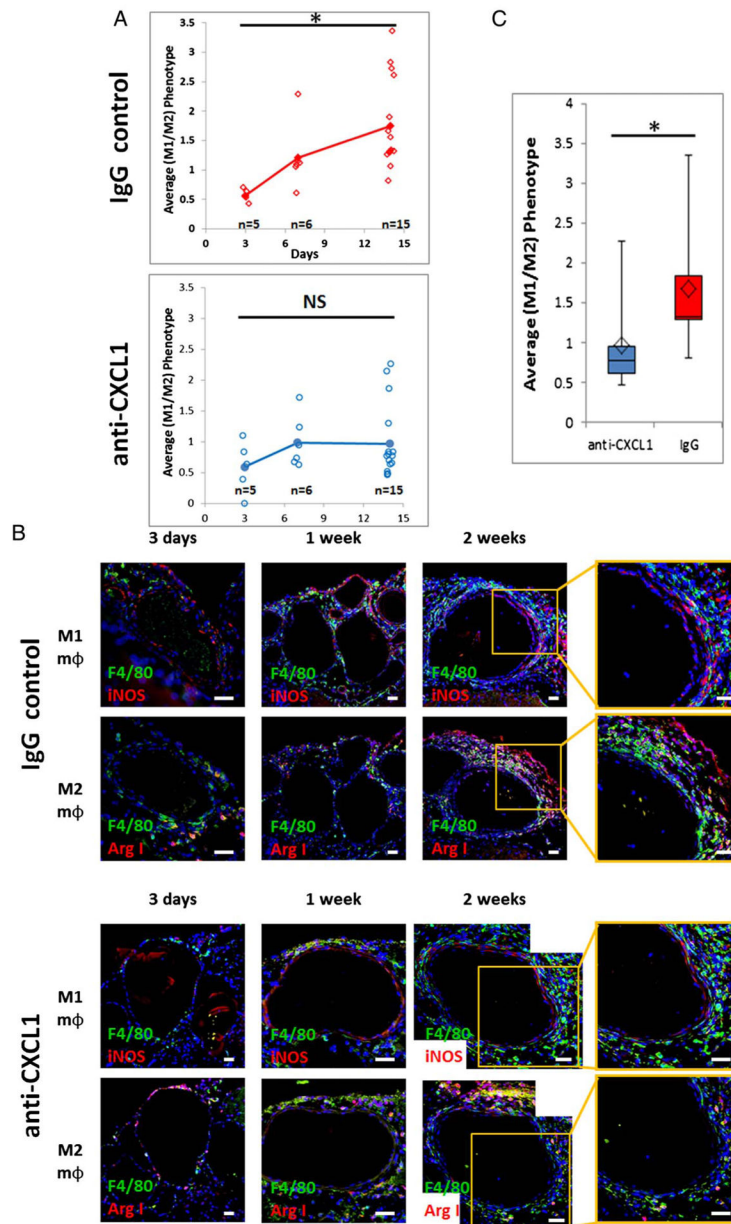 A
IgG control
Average (M1/M2) Phenotype
3.5
3
2.5
2
1.5
1
0.5
0
*
n=5
n=6
n=15
0
3
6
9
12
15
Days
anti-CXCL1
Average (M1/M2) Phenotype
3.5
3
2.5
2
1.5
1
0.5
0
NS
n=5
n=6
n=15
0
3
6
9
12
15
C
Average (M1/M2) Phenotype
4
3.5
3
2.5
2
1.5
1
0.5
0
*
anti-CXCL1
IgG
B
3 days
1 week
2 weeks
IgG control
M1
mϕ
F4/80
iNOS
F4/80
iNOS
F4/80
iNOS
M2
mϕ
F4/80
Arg I
F4/80
Arg I
F4/80
Arg I
3 days
1 week
2 weeks
anti-CXCL1
M1
mϕ
F4/80
iNOS
F4/80
iNOS
F4/80
iNOS
M2
mϕ
F4/80
Arg I
F4/80
Arg I
F4/80
Arg I